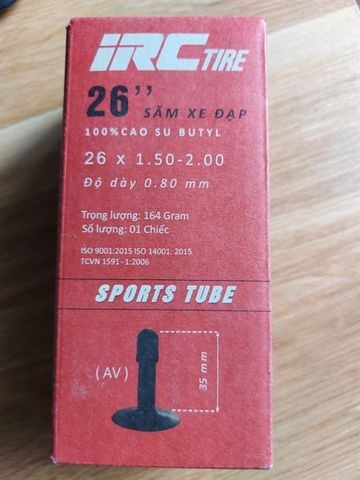 IRC TIRE
26’’ SĂM XE ĐẠP
100%CAO SU BUTYL
26 x 1.50-2.00
Độ dày 0.80 mm
Trọng lượng: 164 Gram
Số lượng: 01 Chiếc
ISO 9001:2015 ISO 14001: 2015
TCVN 1591 - 1:2006
SPORTS TUBE
(AV)
35 mm